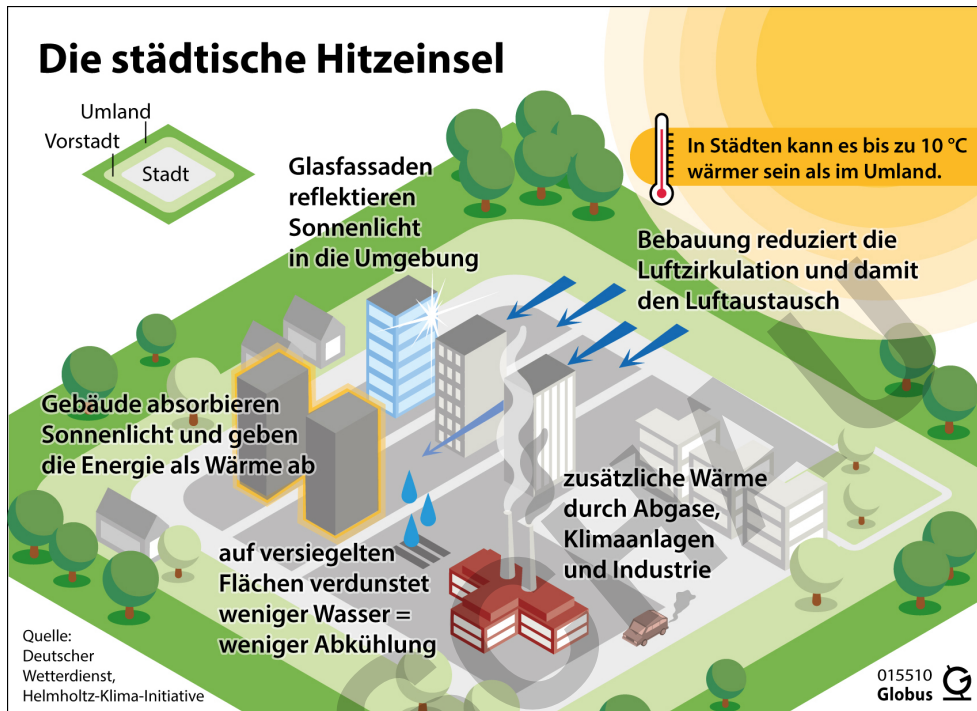 Die städtische Hitzeinsel
Umland
Vorstadt
Stadt
In Städten kann es bis zu 10 °C
wärmer sein als im Umland.
Glasfassaden
reflektieren
Sonnenlicht
in die Umgebung
Bebauung reduziert die
Luftzirkulation und damit
den Luftaustausch
Gebäude absorbieren
Sonnenlicht und geben
die Energie als Wärme ab
zusätzliche Wärme
durch Abgase,
Klimaanlagen
und Industrie
auf versiegelten
Flächen verdunstet
weniger Wasser =
weniger Abkühlung
Quelle:
Deutscher
Wetterdienst,
Helmholtz-Klima-Initiative
015510
Globus